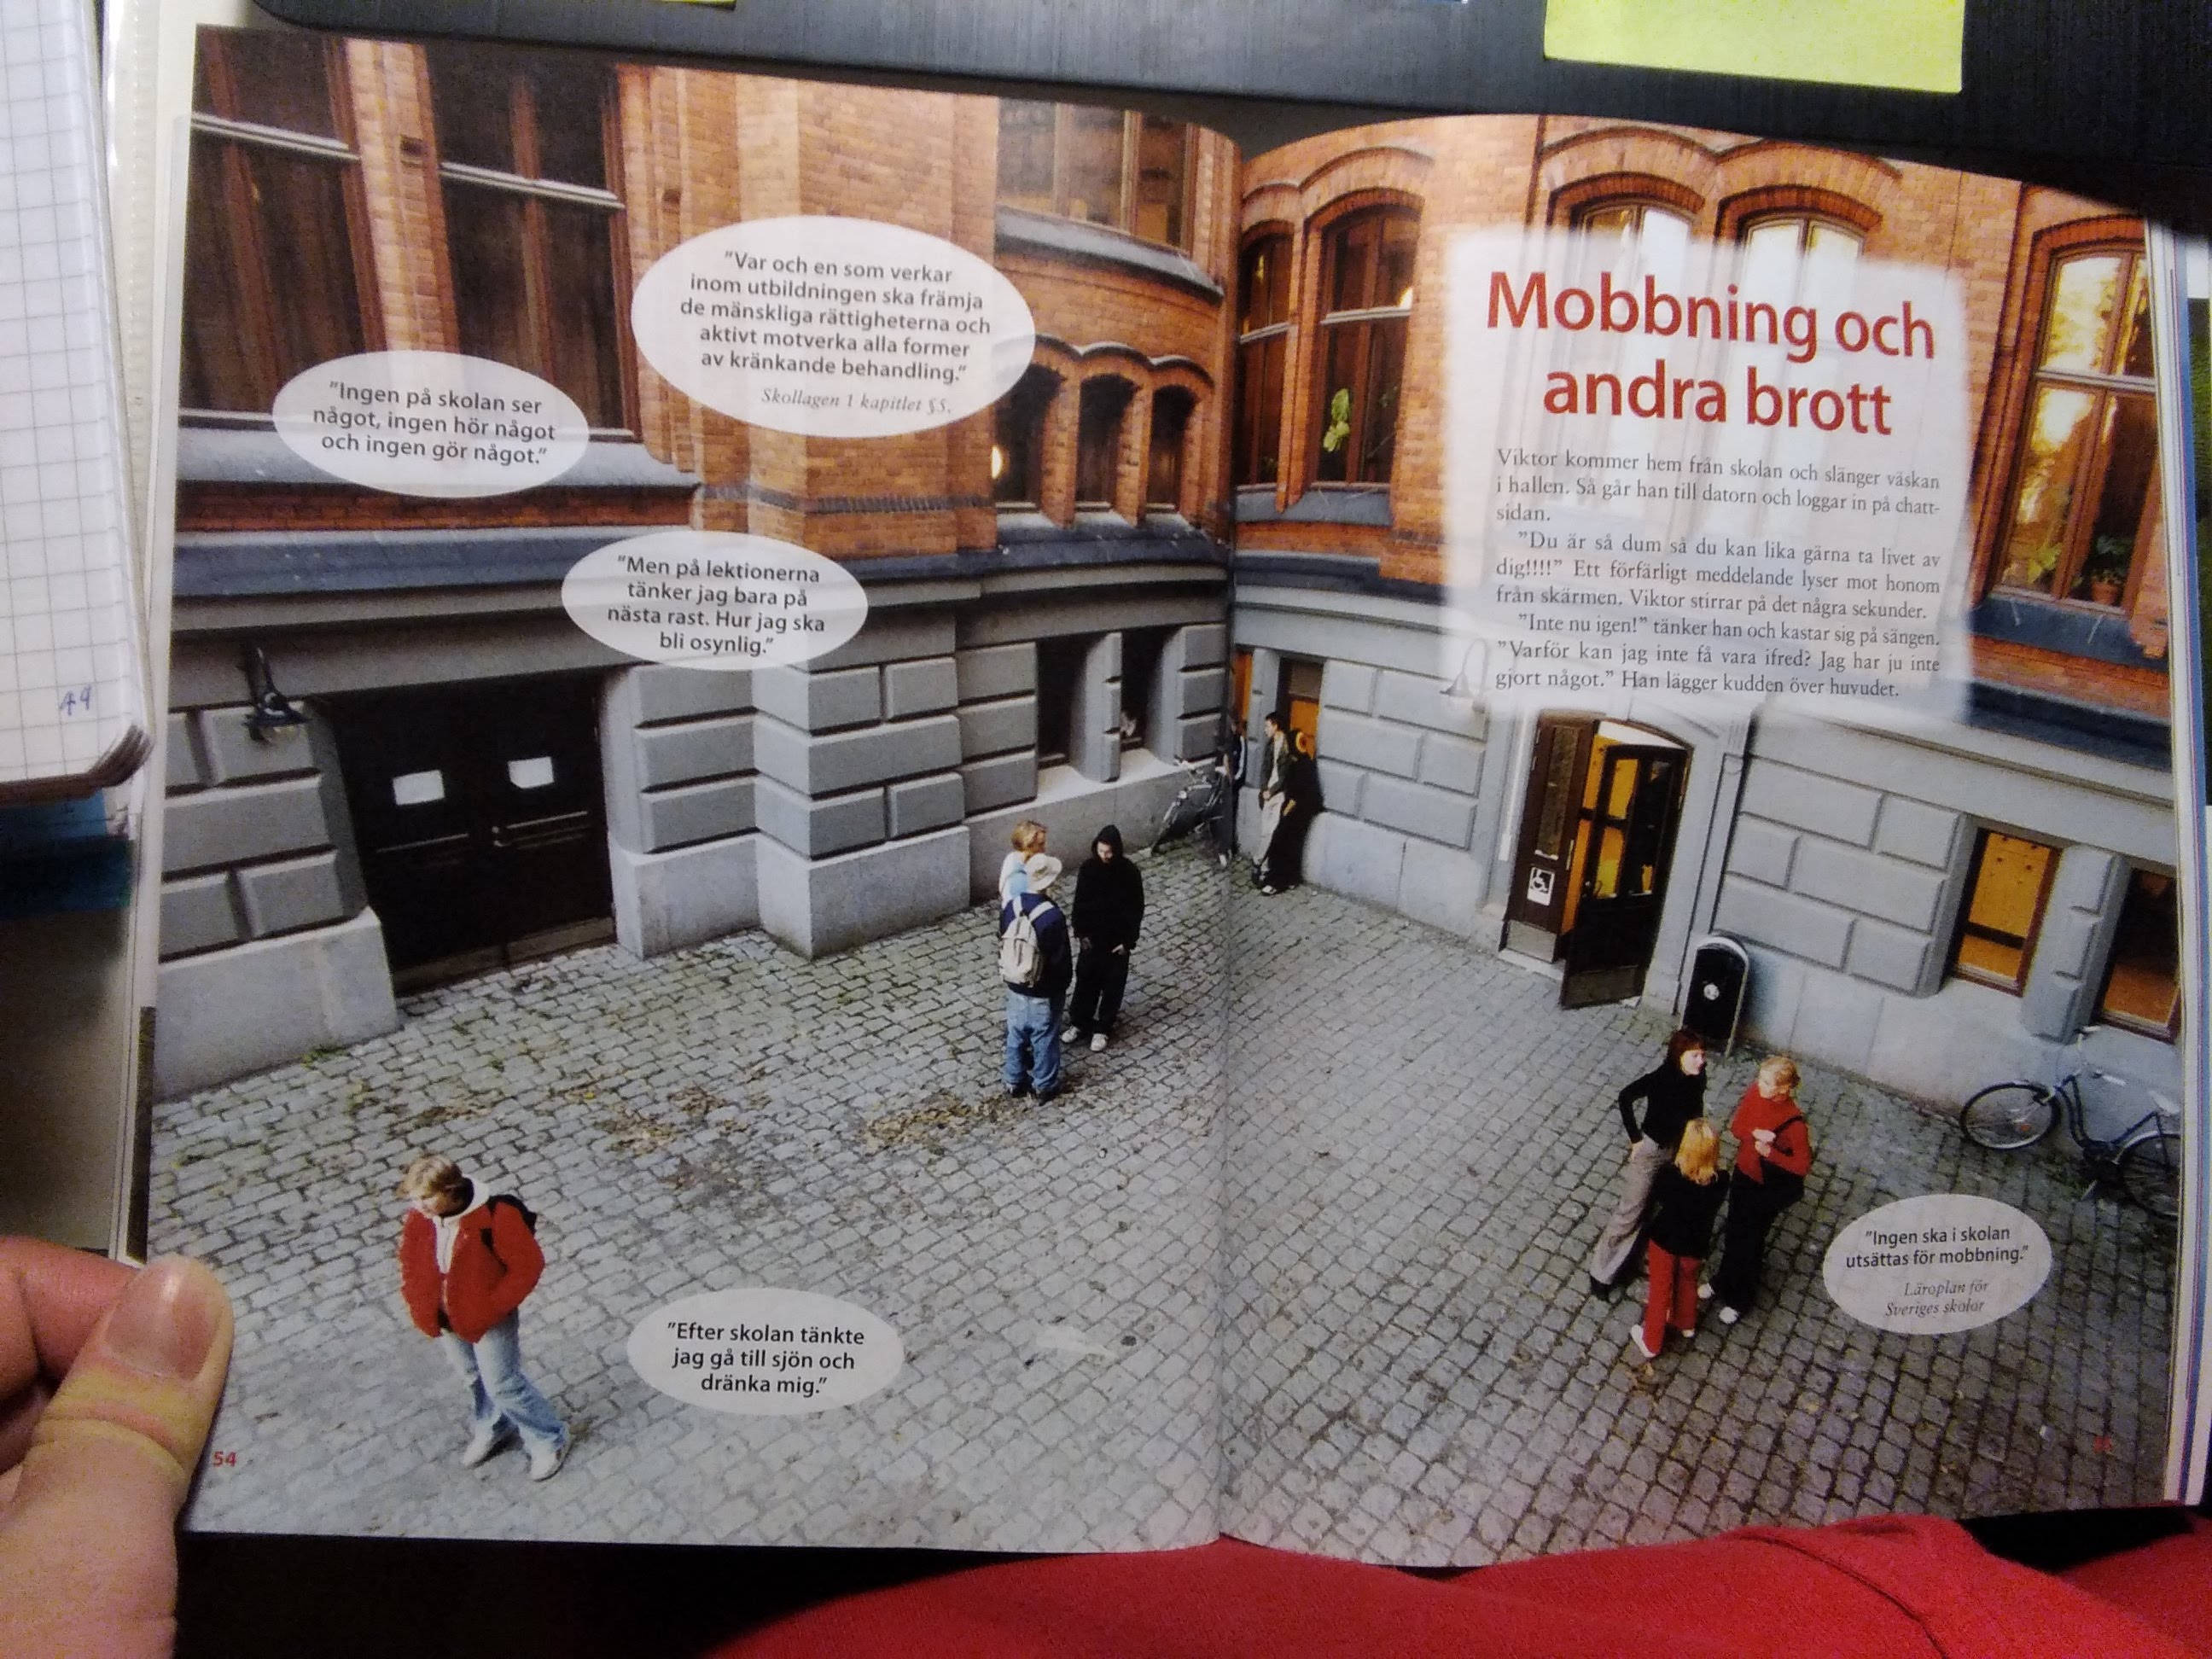 "Var och en som verkar
inom utbildningen ska främja
de mänskliga rättigheterna och
aktivt motverka alla former
av kränkande behandling."
Skollagen 1 kapitlet §5.
"Ingen på skolan ser
något, ingen hör något
och ingen gör något."
"Men på lektionerna
tänker jag bara på
nästa rast. Hur jag ska
bli osynlig."
"Efter skolan tänkte
jag gå till sjön och
dränka mig."
54
Mobbning och
andra brott
Viktor kommer hem från skolan och slänger väskan
i hallen. Så går han till datorn och loggar in på chatt-
sidan.
"Du är så dum så du kan lika gärna ta livet av
dig!!!!" Ett förfärligt meddelande lyser mot honom
från skärmen. Viktor stirrar på det några sekunder.
"Inte nu igen!" tänker han och kastar sig på sängen.
"Varför kan jag inte få vara ifred? Jag har ju inte
gjort något." Han lägger kudden över huvudet.
"Ingen ska i skolan
utsättas för mobbning."
Läroplan för
Sveriges skolor